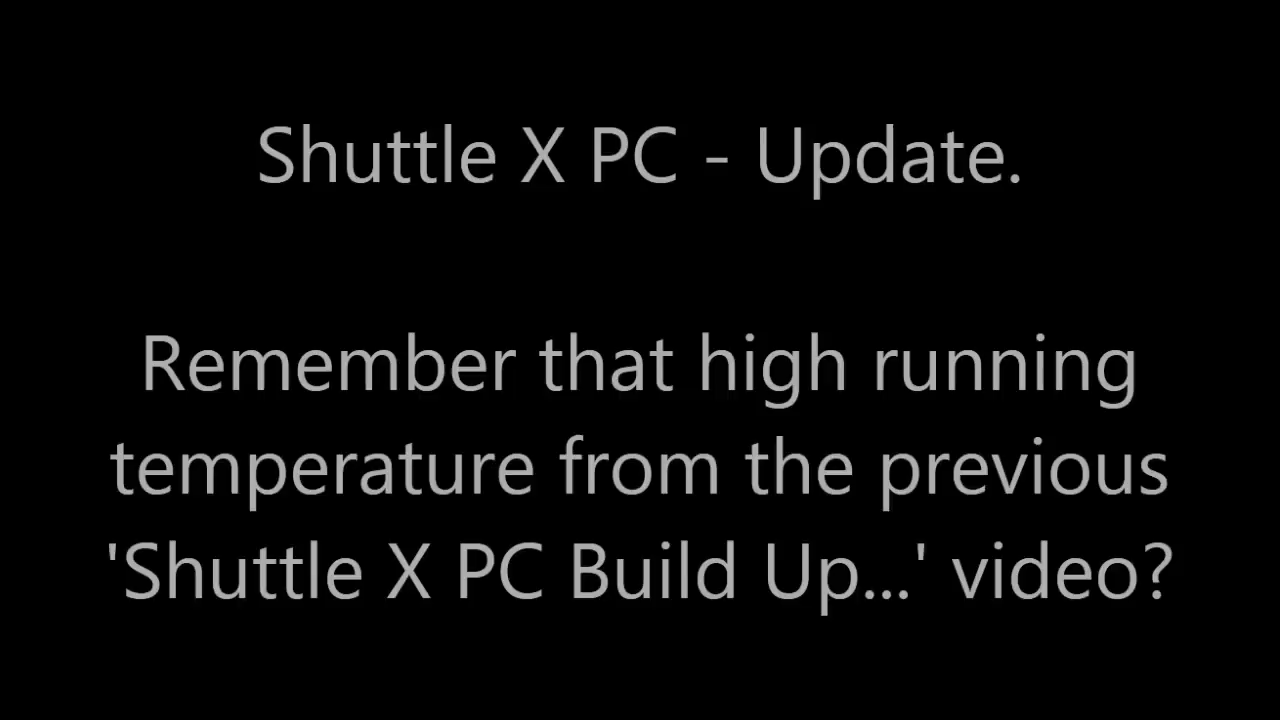 Shuttle X PC - Update.
Remember that high running
temperature from the previous
'Shuttle X PC Build Up...' video?